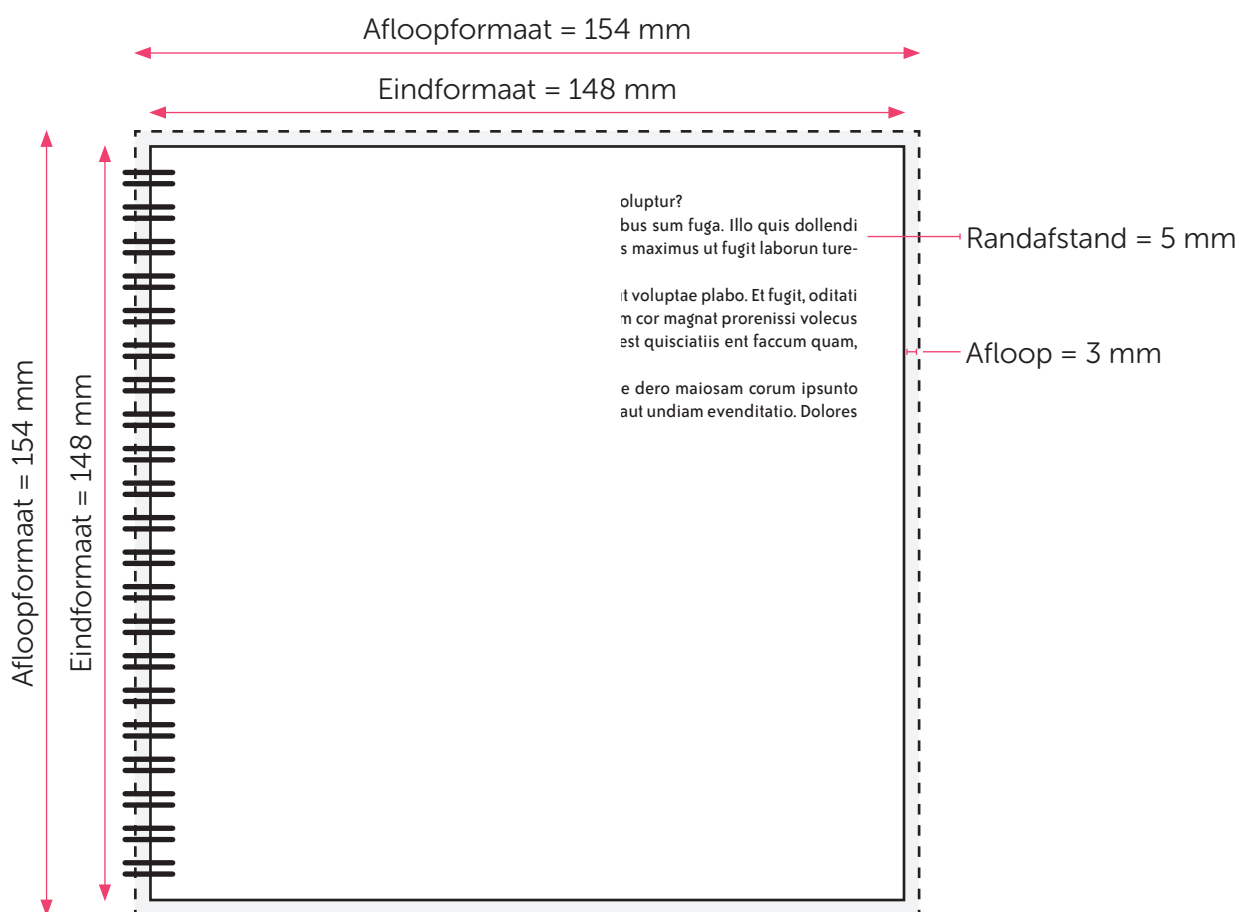 Afloopformaat = 154 mm
Eindformaat = 148 mm
Afloopformaat = 154 mm
Eindformaat = 148 mm
oluptur?
bus sum fuga. Illo quis dollendi
s maximus ut fugit laborun ture-
Randafstand = 5 mm
t voluptae plabo. Et fugit, oditati
m cor magnat prorenissi volecus
est quisciatiis ent faccum quam,
Afloop = 3 mm
e dero maiosam corum ipsunto
aut undiam evenditatio. Dolores